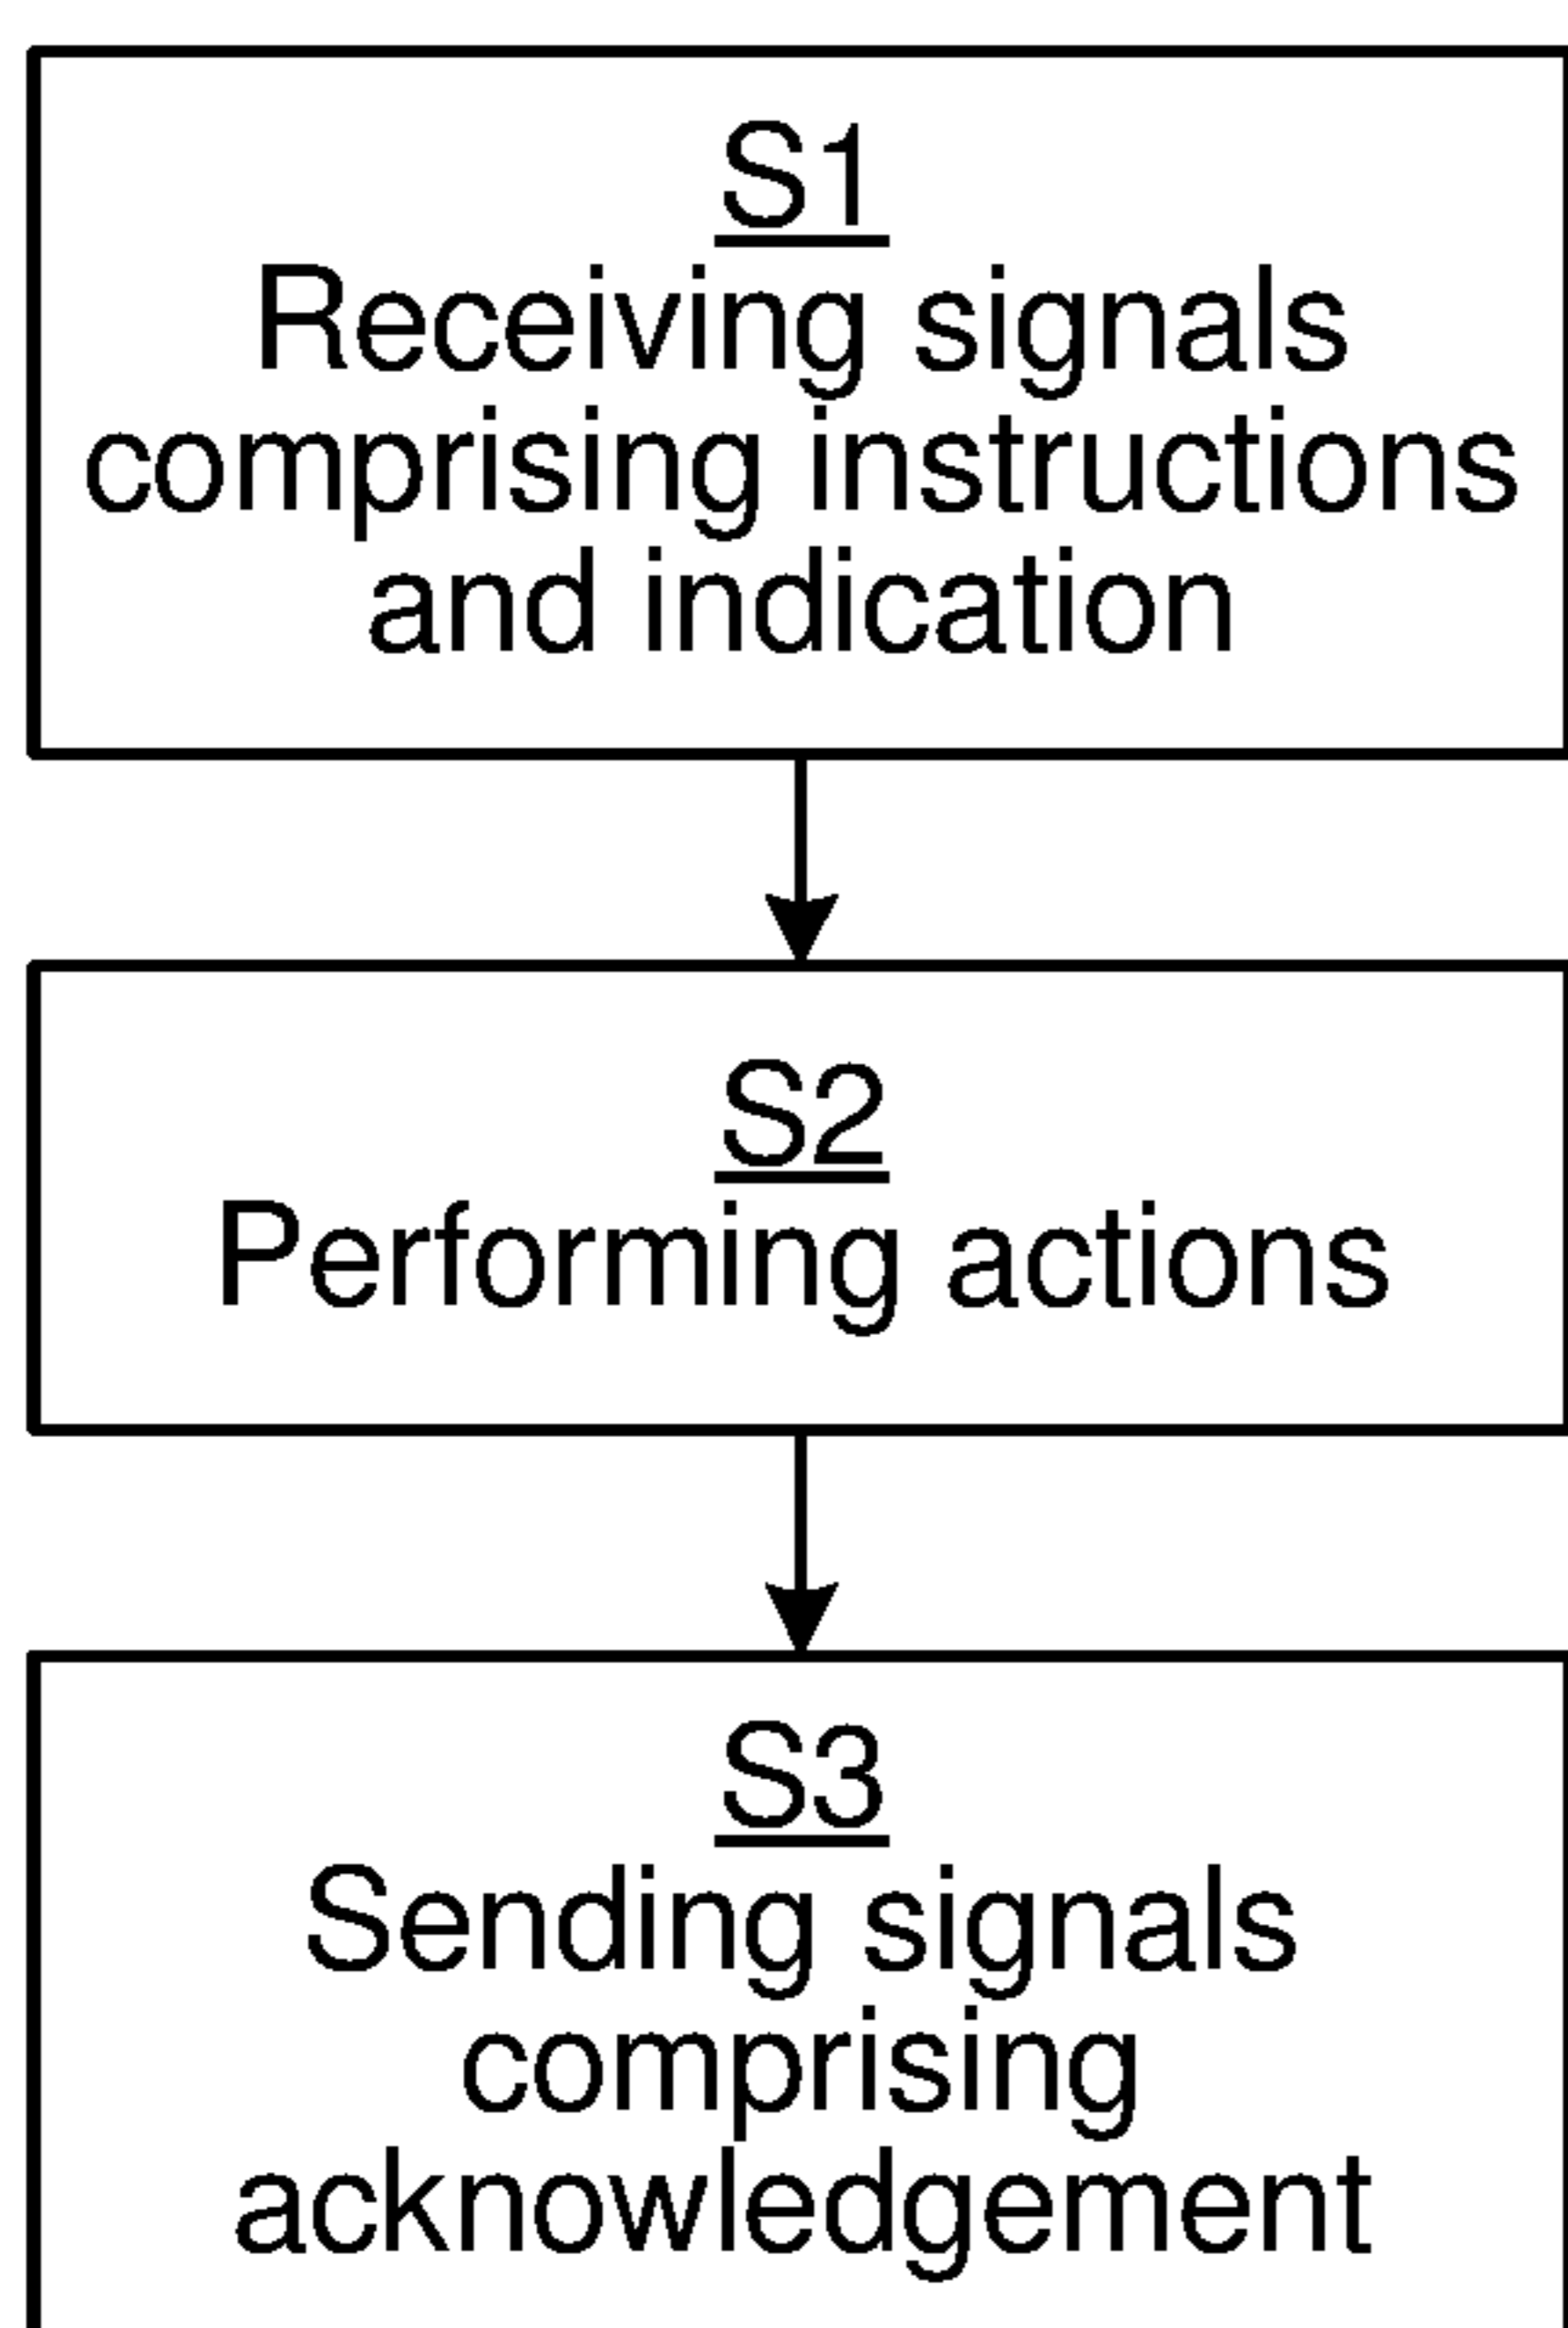 S1
Receiving signals
comprising instructions
and indication
S2
Performing actions
S3
Sending signals
comprising
acknowledgement